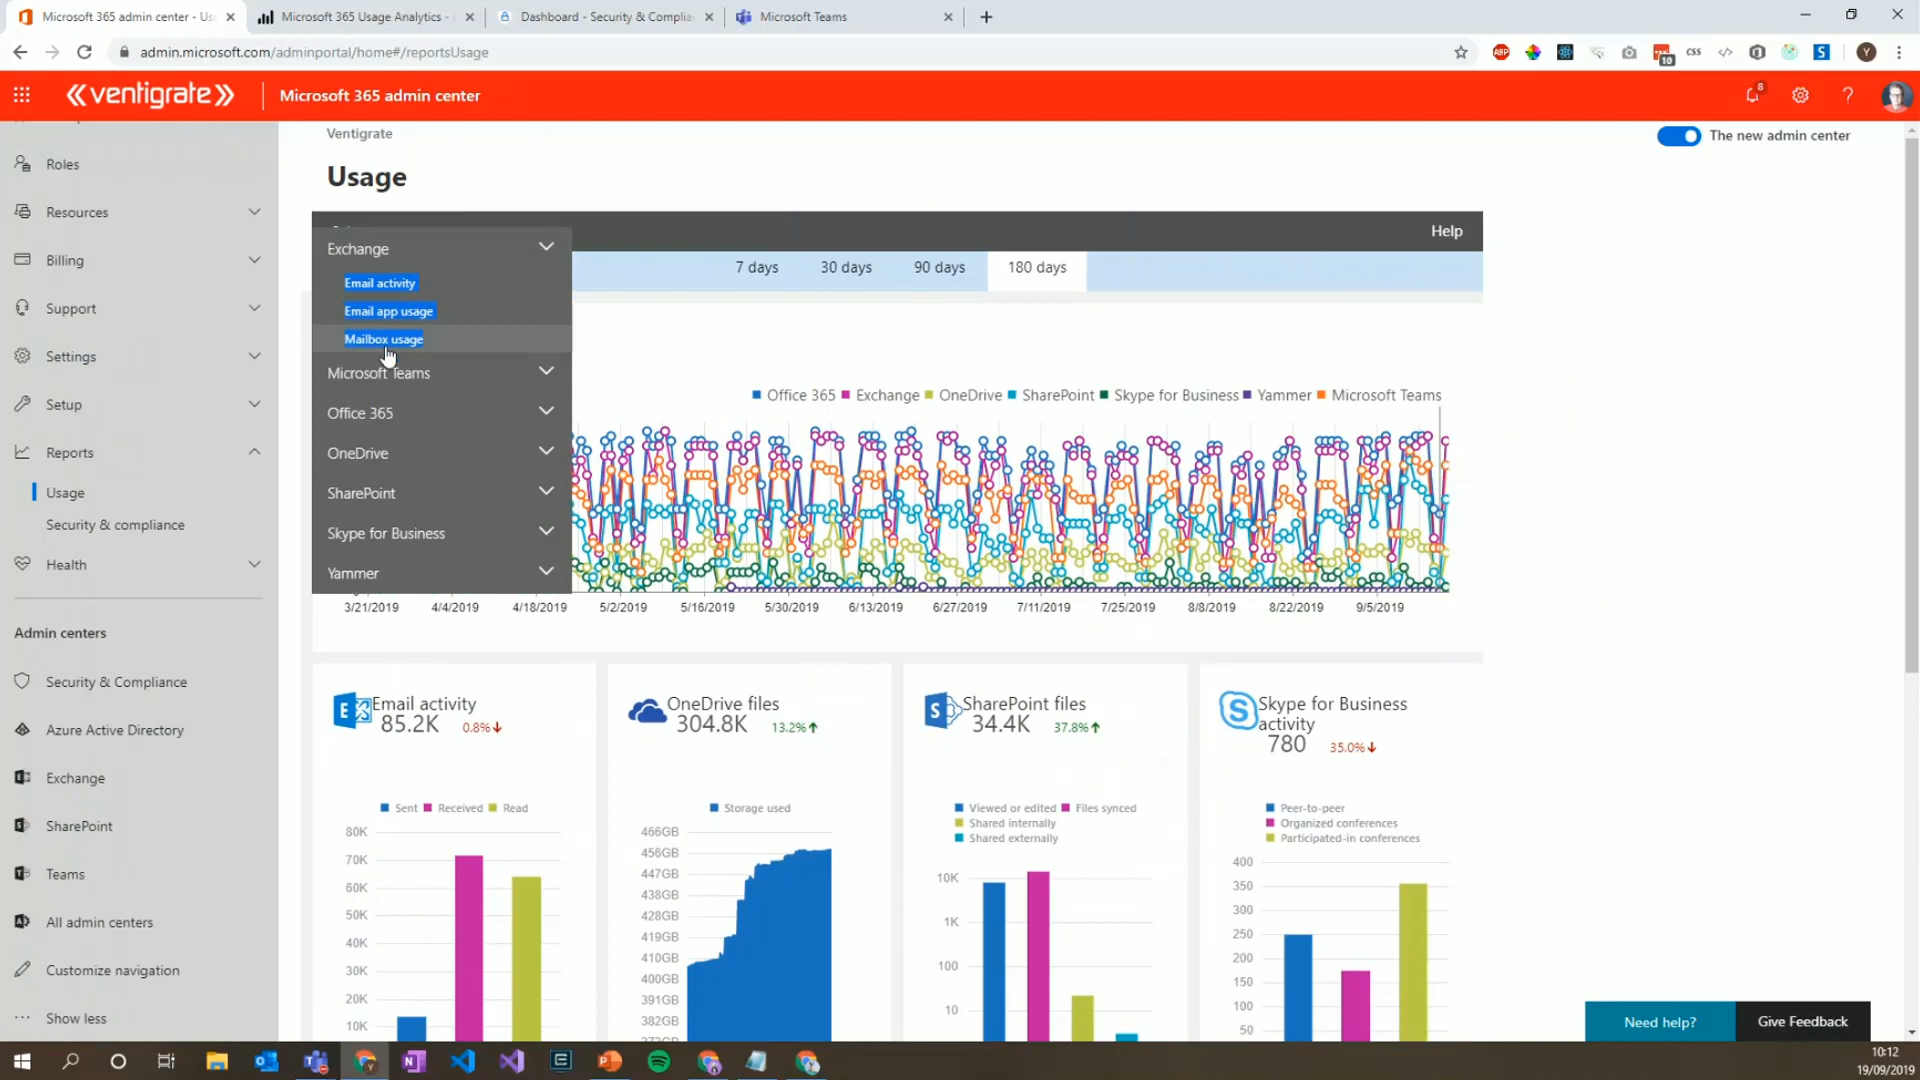 Microsoft 365 admin center - Us
Microsoft 365 Usage Analytics -
Dashboard - Security & Complia
Microsoft Teams
admin.microsoft.com/adminportal/home#/reportsUsage
ABP
10
CSS
S
Y
ventigrate
Microsoft 365 admin center
8
?
Roles
Resources
Billing
Support
Settings
Setup
Reports
Usage
Security & compliance
Health
Admin centers
Security & Compliance
Azure Active Directory
Exchange
SharePoint
Teams
All admin centers
Customize navigation
Show less
Ventigrate
The new admin center
Usage
Help
7 days
30 days
90 days
180 days
Exchange
Email activity
Email app usage
Mailbox usage
Microsoft Teams
Office 365
OneDrive
SharePoint
Skype for Business
Yammer
Office 365 Exchange OneDrive SharePoint Skype for Business Yammer Microsoft Teams
3/21/2019 4/4/2019 4/18/2019 5/2/2019 5/16/2019 5/30/2019 6/13/2019 6/27/2019 7/11/2019 7/25/2019 8/8/2019 8/22/2019 9/5/2019
Email activity
85.2K 0.8%
Sent Received Read
80K
70K
60K
50K
40K
30K
20K
10K
OneDrive files
304.8K 13.2%
Storage used
466GB
456GB
447GB
438GB
428GB
419GB
410GB
400GB
391GB
382GB
SharePoint files
34.4K 37.8%
Viewed or edited Files synced
Shared internally
Shared externally
10K
1K
100
10
Skype for Business
activity
780 35.0%
Peer-to-peer
Organized conferences
Participated-in conferences
400
350
300
250
200
150
100
50
Need help?
Give Feedback
10:12
19/09/2019